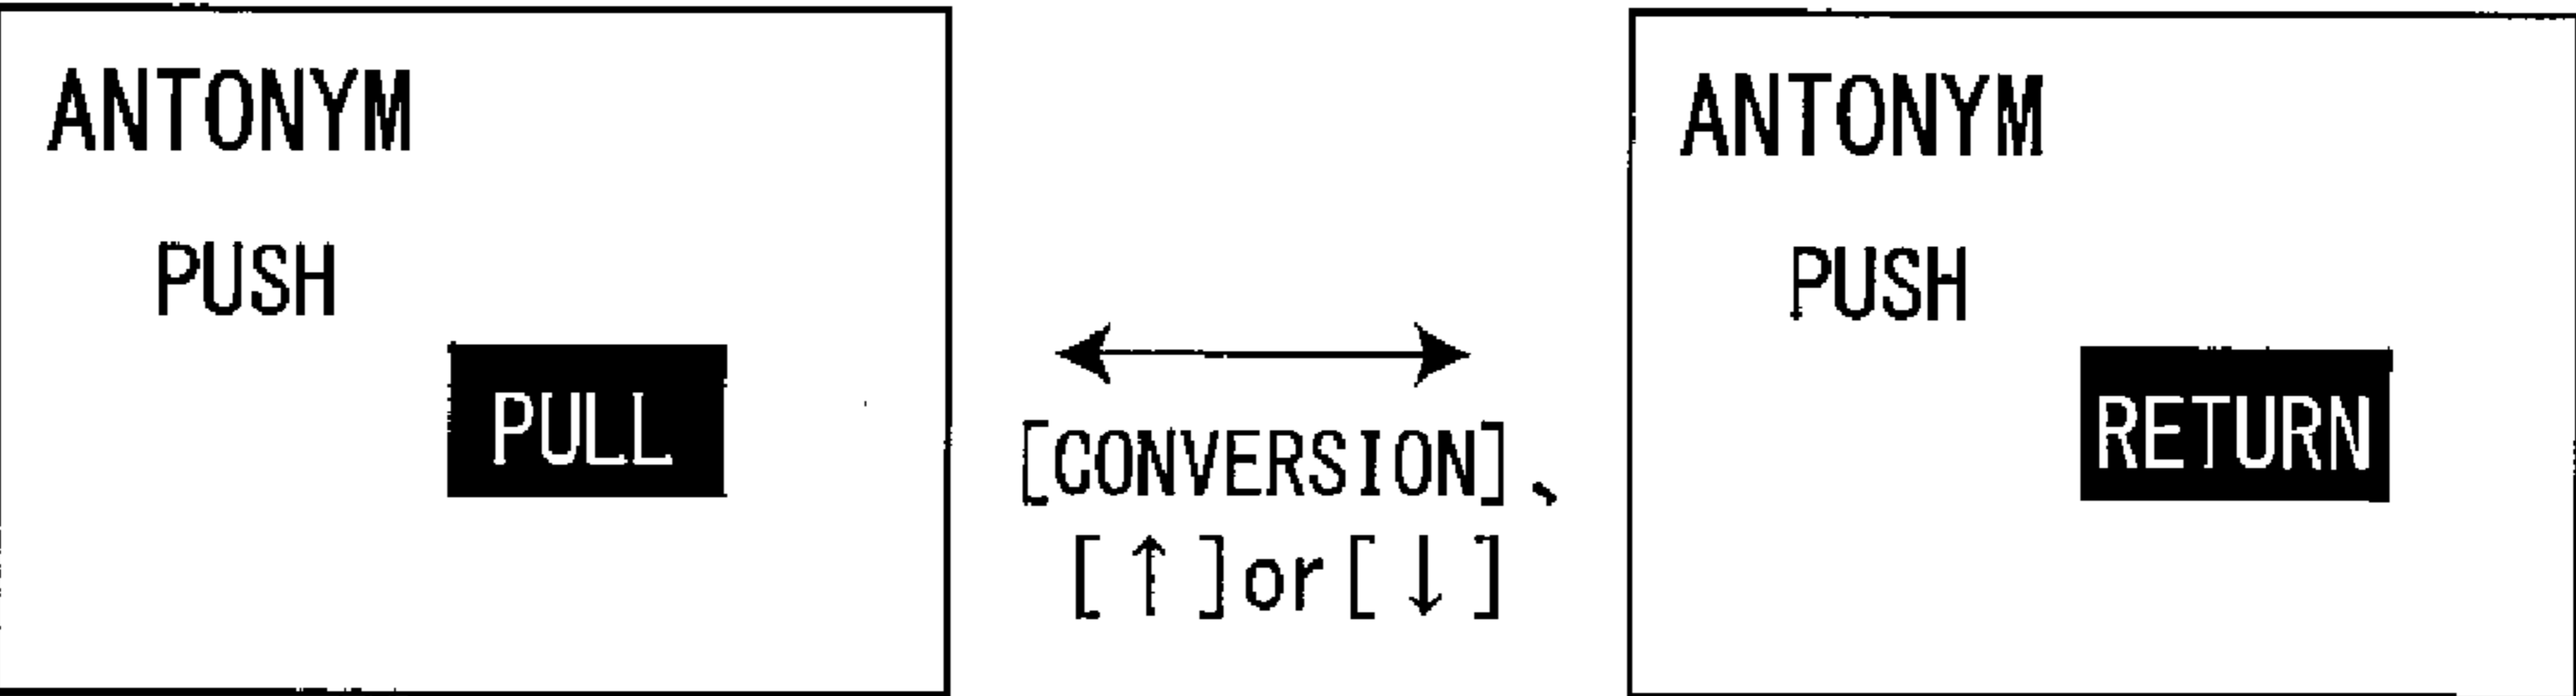 ANTONYM
PUSH
PULL
[CONVERSION]、
[↑]or[↓]
ANTONYM
PUSH
RETURN